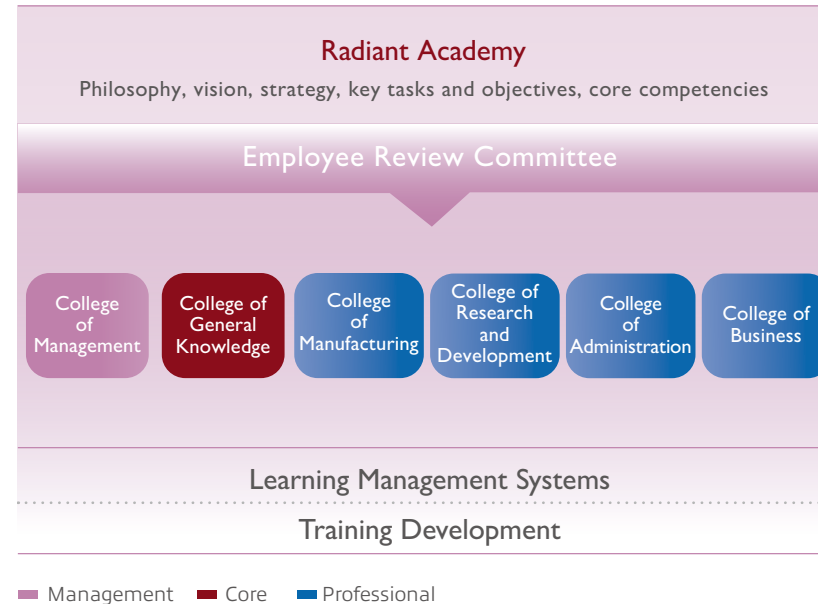 Radiant Academy
Philosophy, vision, strategy, key tasks and objectives, core competencies
Employee Review Committee
College
of
Management
College of
General
Knowledge
College
of
Manufacturing
College of
Research
and
Development
College
of
Administration
College of
Business
Learning Management Systems
Training Development
Management
Core
Professional